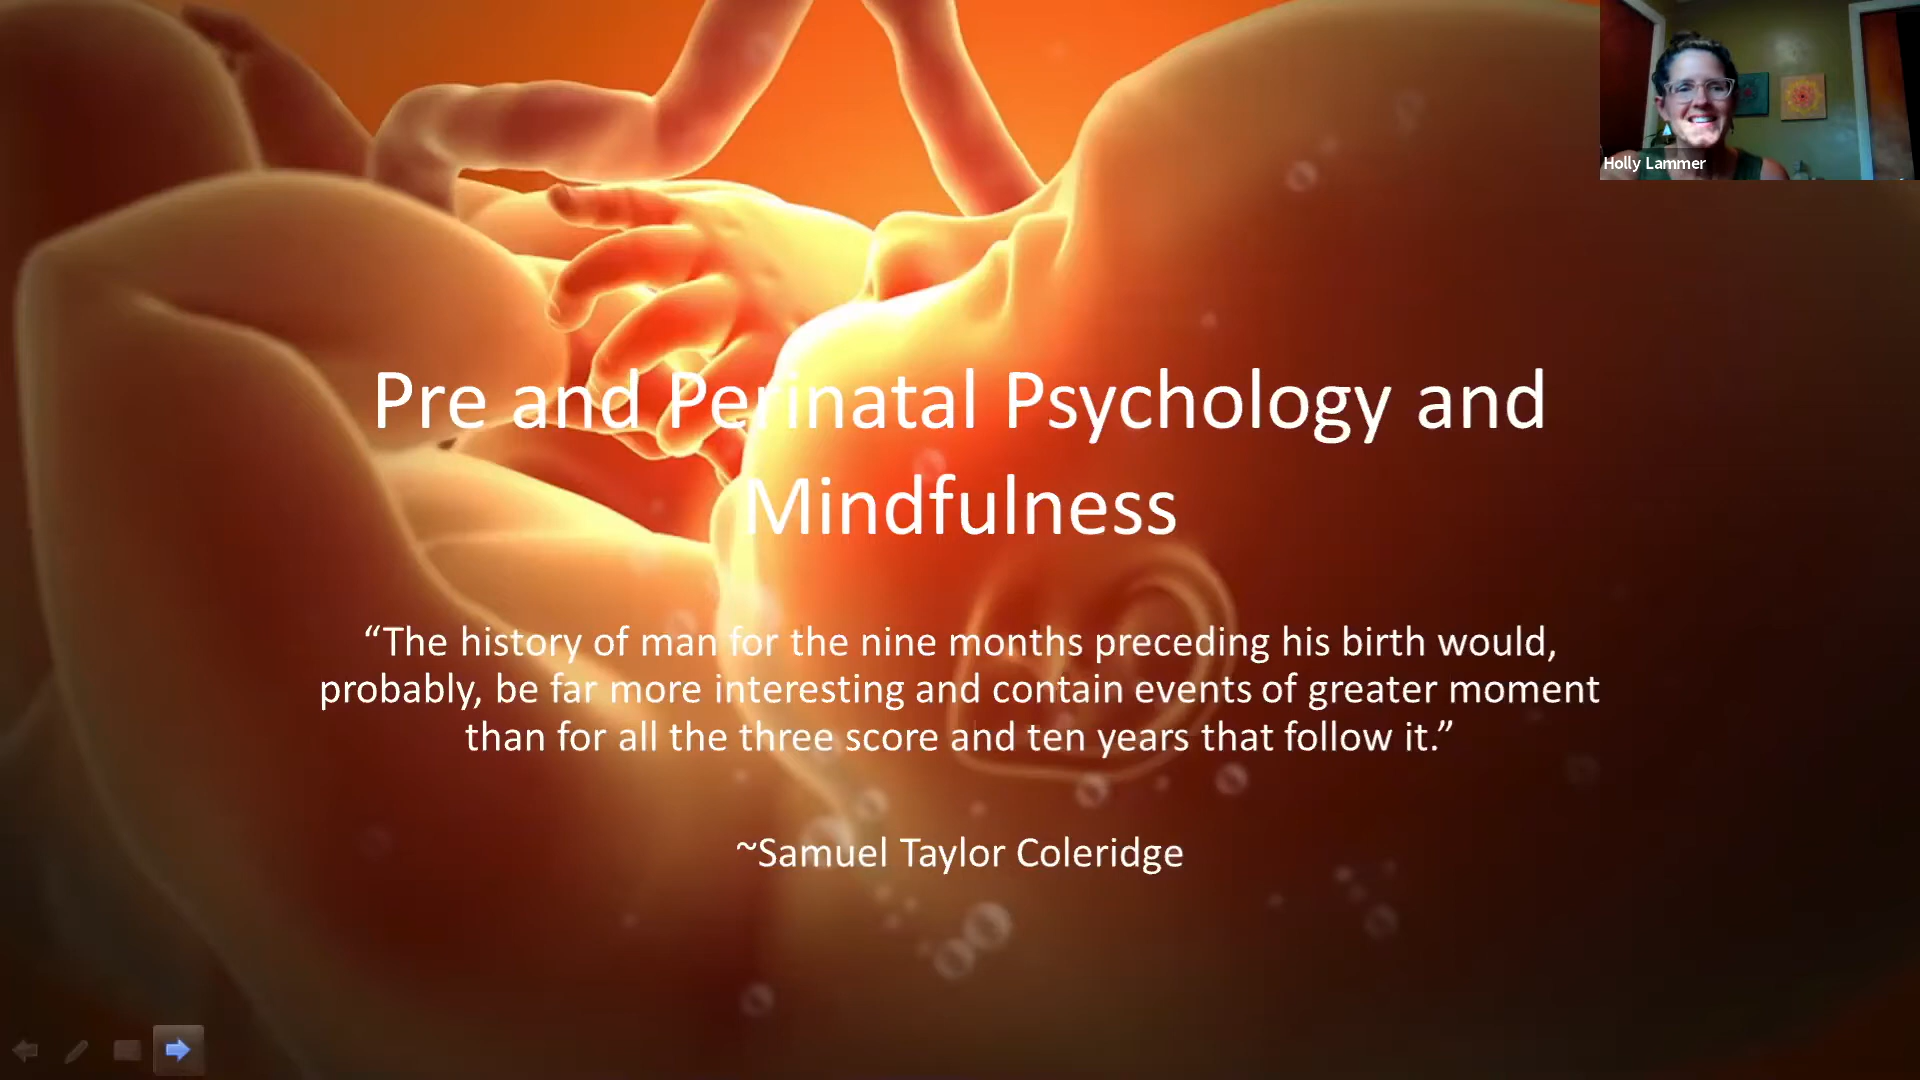 Holly Lammer
Pre and Perinatal Psychology and
Mindfulness
“The history of man for the nine months preceding his birth would,
probably, be far more interesting and contain events of greater moment
than for all the three score and ten years that follow it.”
~Samuel Taylor Coleridge